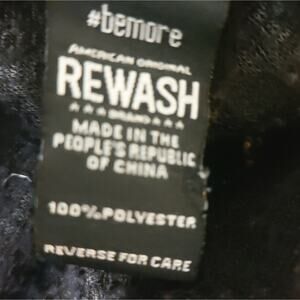 #bemore
AMERICAN ORIGINAL
REWASH
BRAND
MADE IN THE
PEOPLE'S REPUBLIC
OF CHINA
100% POLYESTER
REVERSE FOR CARE